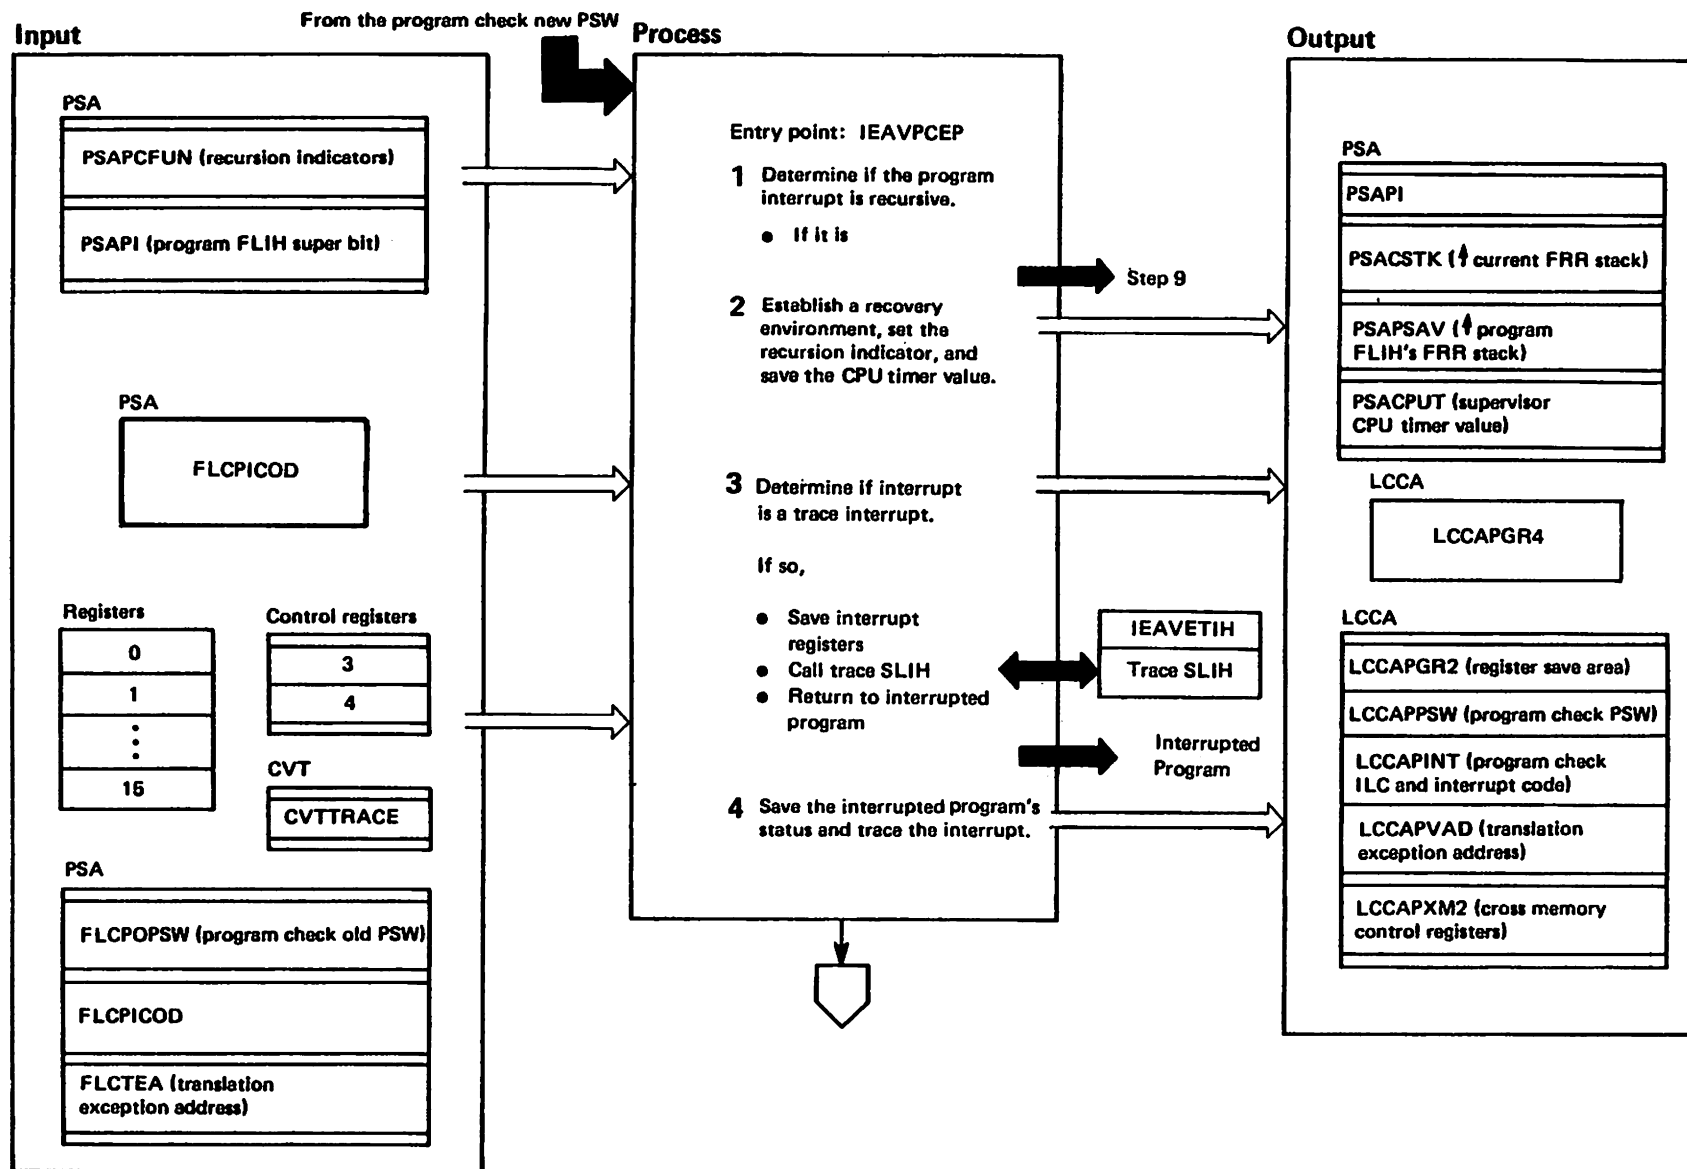 From the program check new PSW
Input
PSA
PSAPCFUN (recursion indicators)
PSAPI (program FLIH super bit)
PSA
FLCPICOD
Registers
0
1
15
Control registers
3
4
CVT
CVTTRACE
PSA
FLCPOPSW (program check old PSW)
FLCPICOD
FLCTEA (translation
exception address)
Process
Entry point: IEAVPCEP
1 Determine if the program
interrupt is recursive.
● If it is
Step 9
2 Establish a recovery
environment, set the
recursion indicator, and
save the CPU timer value.
3 Determine if interrupt
is a trace interrupt.
If so,
● Save interrupt
registers
● Call trace SLIH
● Return to interrupted
program
IEAVETIH
Trace SLIH
Interrupted
Program
4 Save the interrupted program's
status and trace the interrupt.
Output
PSA
PSAPI
PSACSTK (↑ current FRR stack)
PSAPSAV (↑ program
FLIH's FRR stack)
PSACPUT (supervisor
CPU timer value)
LCCA
LCCAPGR4
LCCA
LCCAPGR2 (register save area)
LCCAPPSW (program check PSW)
LCCAPINT (program check
ILC and interrupt code)
LCCAPVAD (translation
exception address)
LCCAPXM2 (cross memory
control registers)